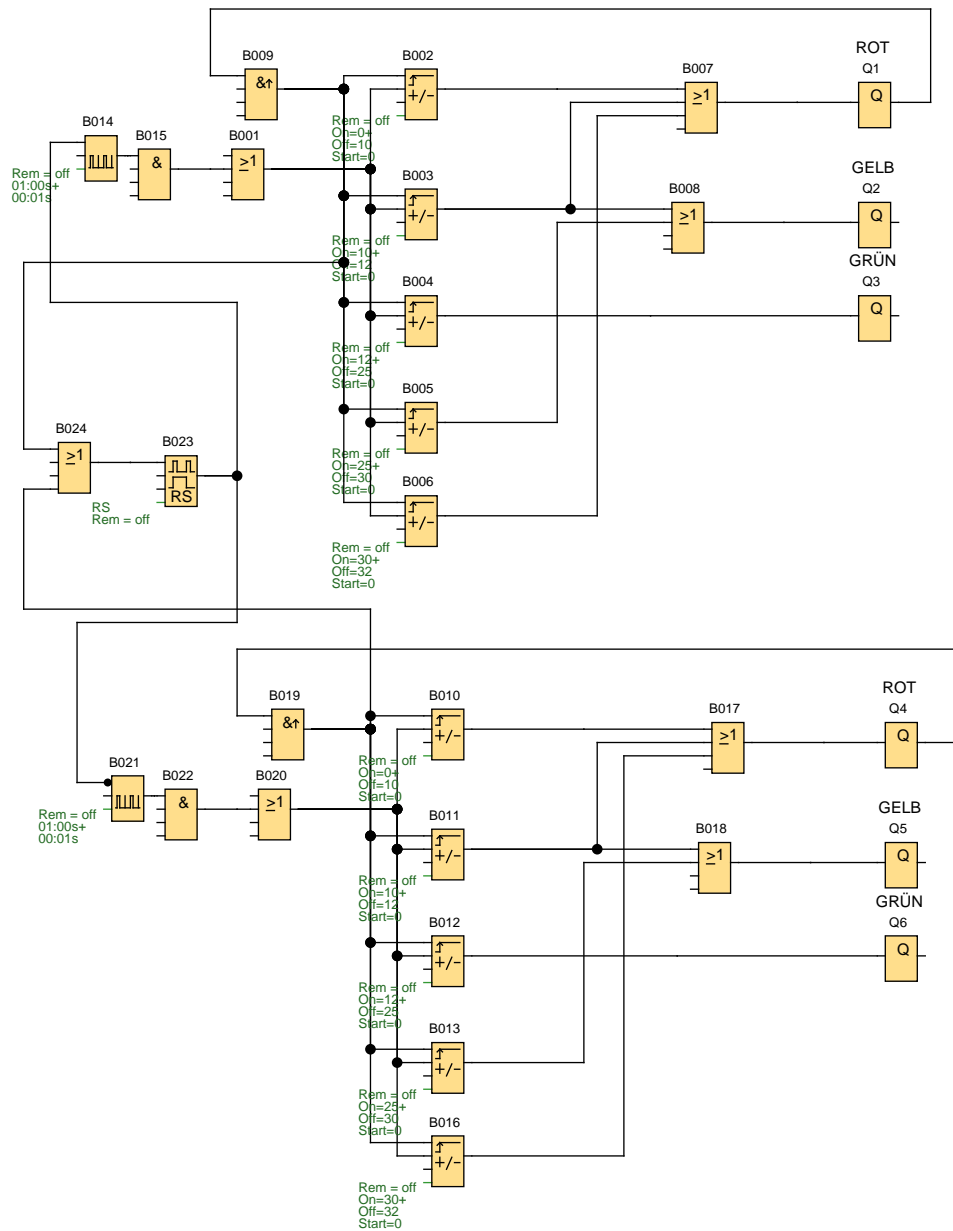 B009
&↑
B002
+/-
Rem = off
On=0+
Off=10
Start=0
B007
≥1
ROT
Q1
Q
B014
Rem = off
01:00s+
00:01s
B015
&
B001
≥1
B003
+/-
Rem = off
On=10+
On=12
Start=0
B008
≥1
GELB
Q2
Q
GRÜN
Q3
Q
B004
+/-
Rem = off
On=12+
Off=25
Start=0
B005
+/-
Rem = off
On=25+
Off=30
Start=0
B024
≥1
B023
RS
RS
Rem = off
B006
+/-
Rem = off
On=30+
Off=32
Start=0
B019
&↑
B010
+/-
Rem = off
On=0+
Off=10
Start=0
B017
≥1
ROT
Q4
Q
B021
Rem = off
01:00s+
00:01s
B022
&
B020
≥1
B011
+/-
Rem = off
On=10+
Off=12
Start=0
B018
≥1
GELB
Q5
Q
GRÜN
Q6
Q
B012
+/-
Rem = off
On=12+
Off=25
Start=0
B013
+/-
Rem = off
On=25+
Off=30
Start=0
B016
+/-
Rem = off
On=30+
Off=32
Start=0